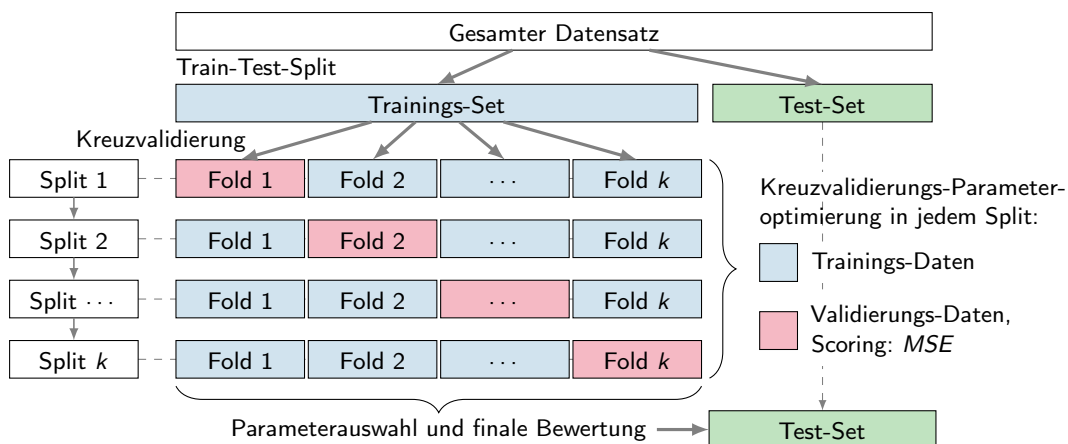 Gesamter Datensatz
Train-Test-Split
Trainings-Set
Test-Set
Kreuzvalidierung
Split 1
Fold 1
Fold 2
...
Fold k
Split 2
Fold 1
Fold 2
...
Fold k
Split ...
Fold 1
Fold 2
...
Fold k
Split k
Fold 1
Fold 2
...
Fold k
Kreuzvalidierungs-Parameter-
optimierung in jedem Split:
Trainings-Daten
Validierungs-Daten,
Scoring: MSE
Parameterauswahl und finale Bewertung
Test-Set